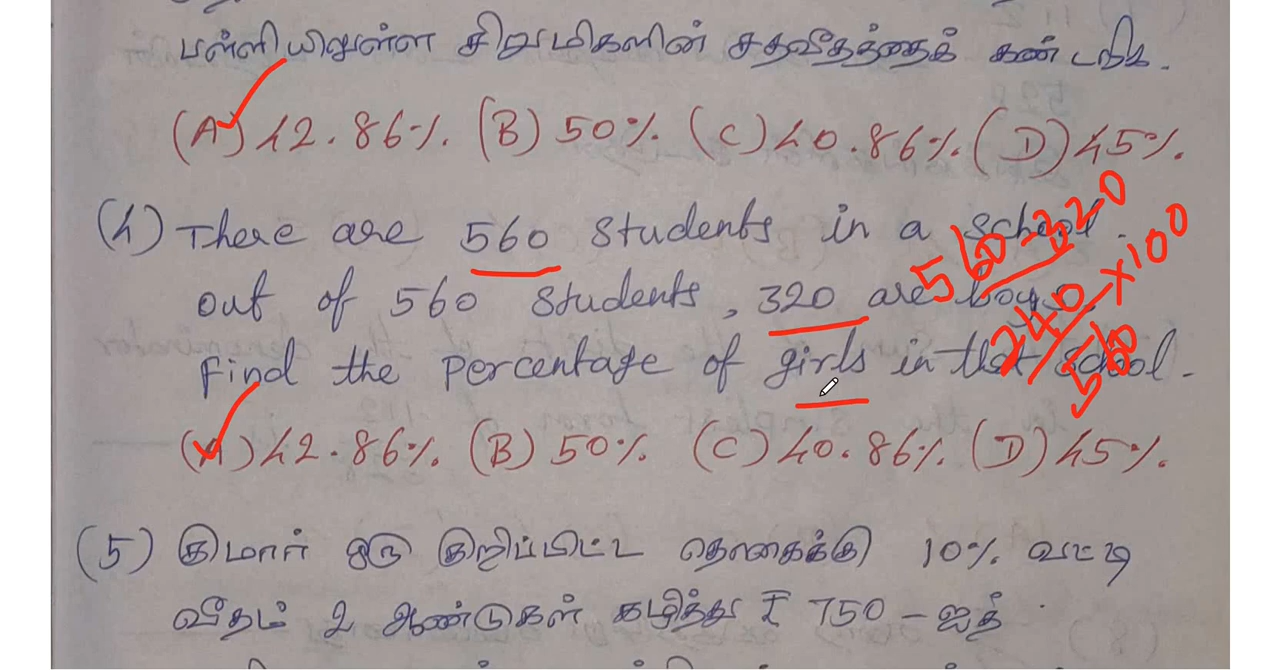 பள்ளியிலுள்ள சிறுமிகளின் சதவீதத்தைக் கண்டறிக.
(A) 42.86%. (B) 50%. (C) 40.86%. (D) 45%.
(4) There are 560 students in a school.
out of 560 students, 320 are boys.
Find the percentage of girls in that school.
560-320
240/560 × 100
(A) 42.86%. (B) 50%. (C) 40.86%. (D) 45%.
(5) குமார் ஒரு குறிப்பிட்ட தொகைக்கு 10% வட்டி
வீதம் 2 ஆண்டுகள் கழித்து ₹ 750 - ஐத்